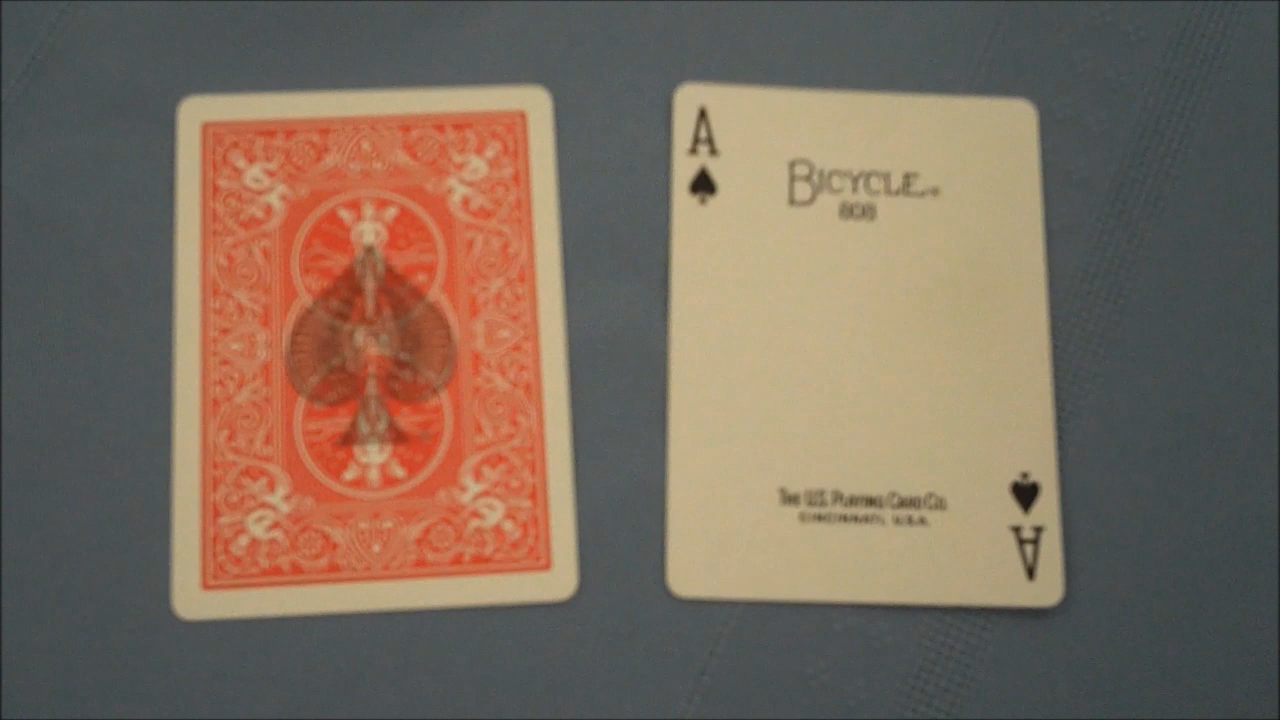 A
BICYCLE®
808
THE U.S. PLAYING CARD CO.
CINCINNATI, U.S.A.
A